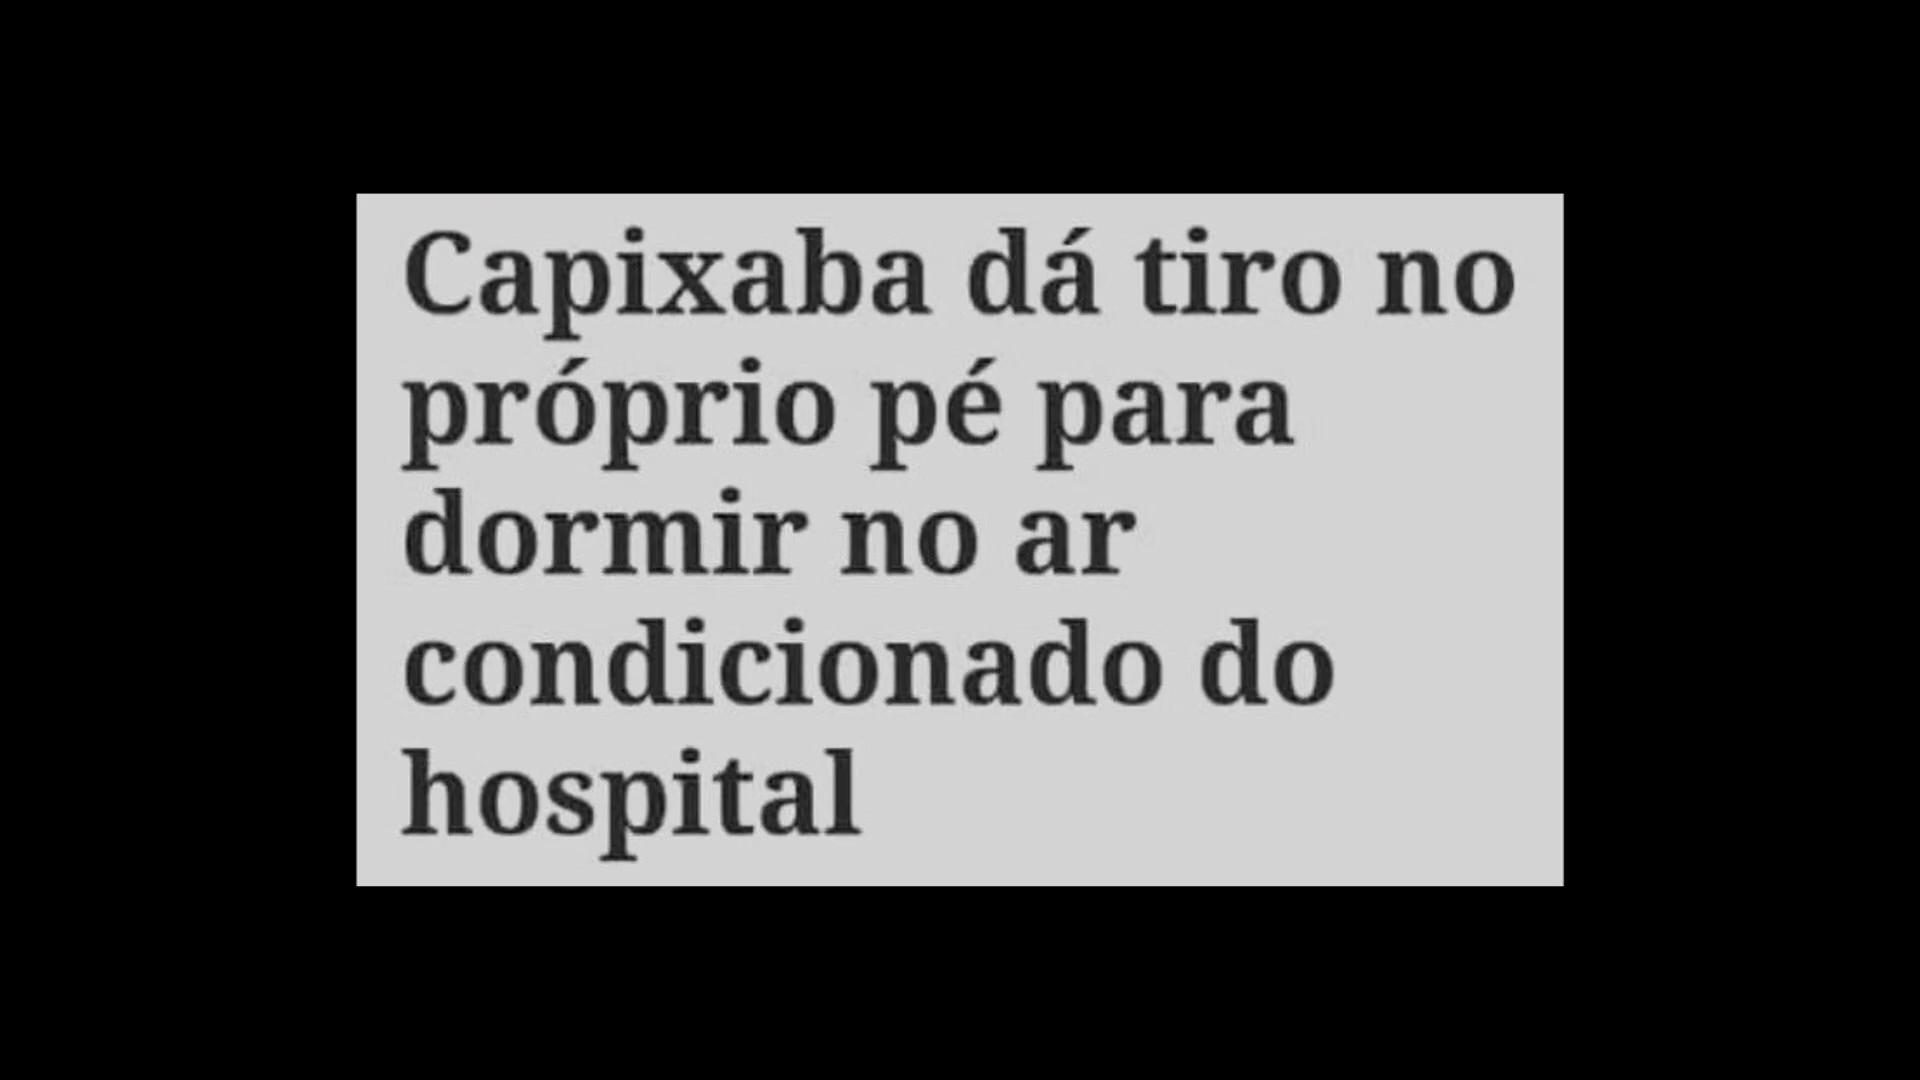 Capixaba dá tiro no
próprio pé para
dormir no ar
condicionado do
hospital